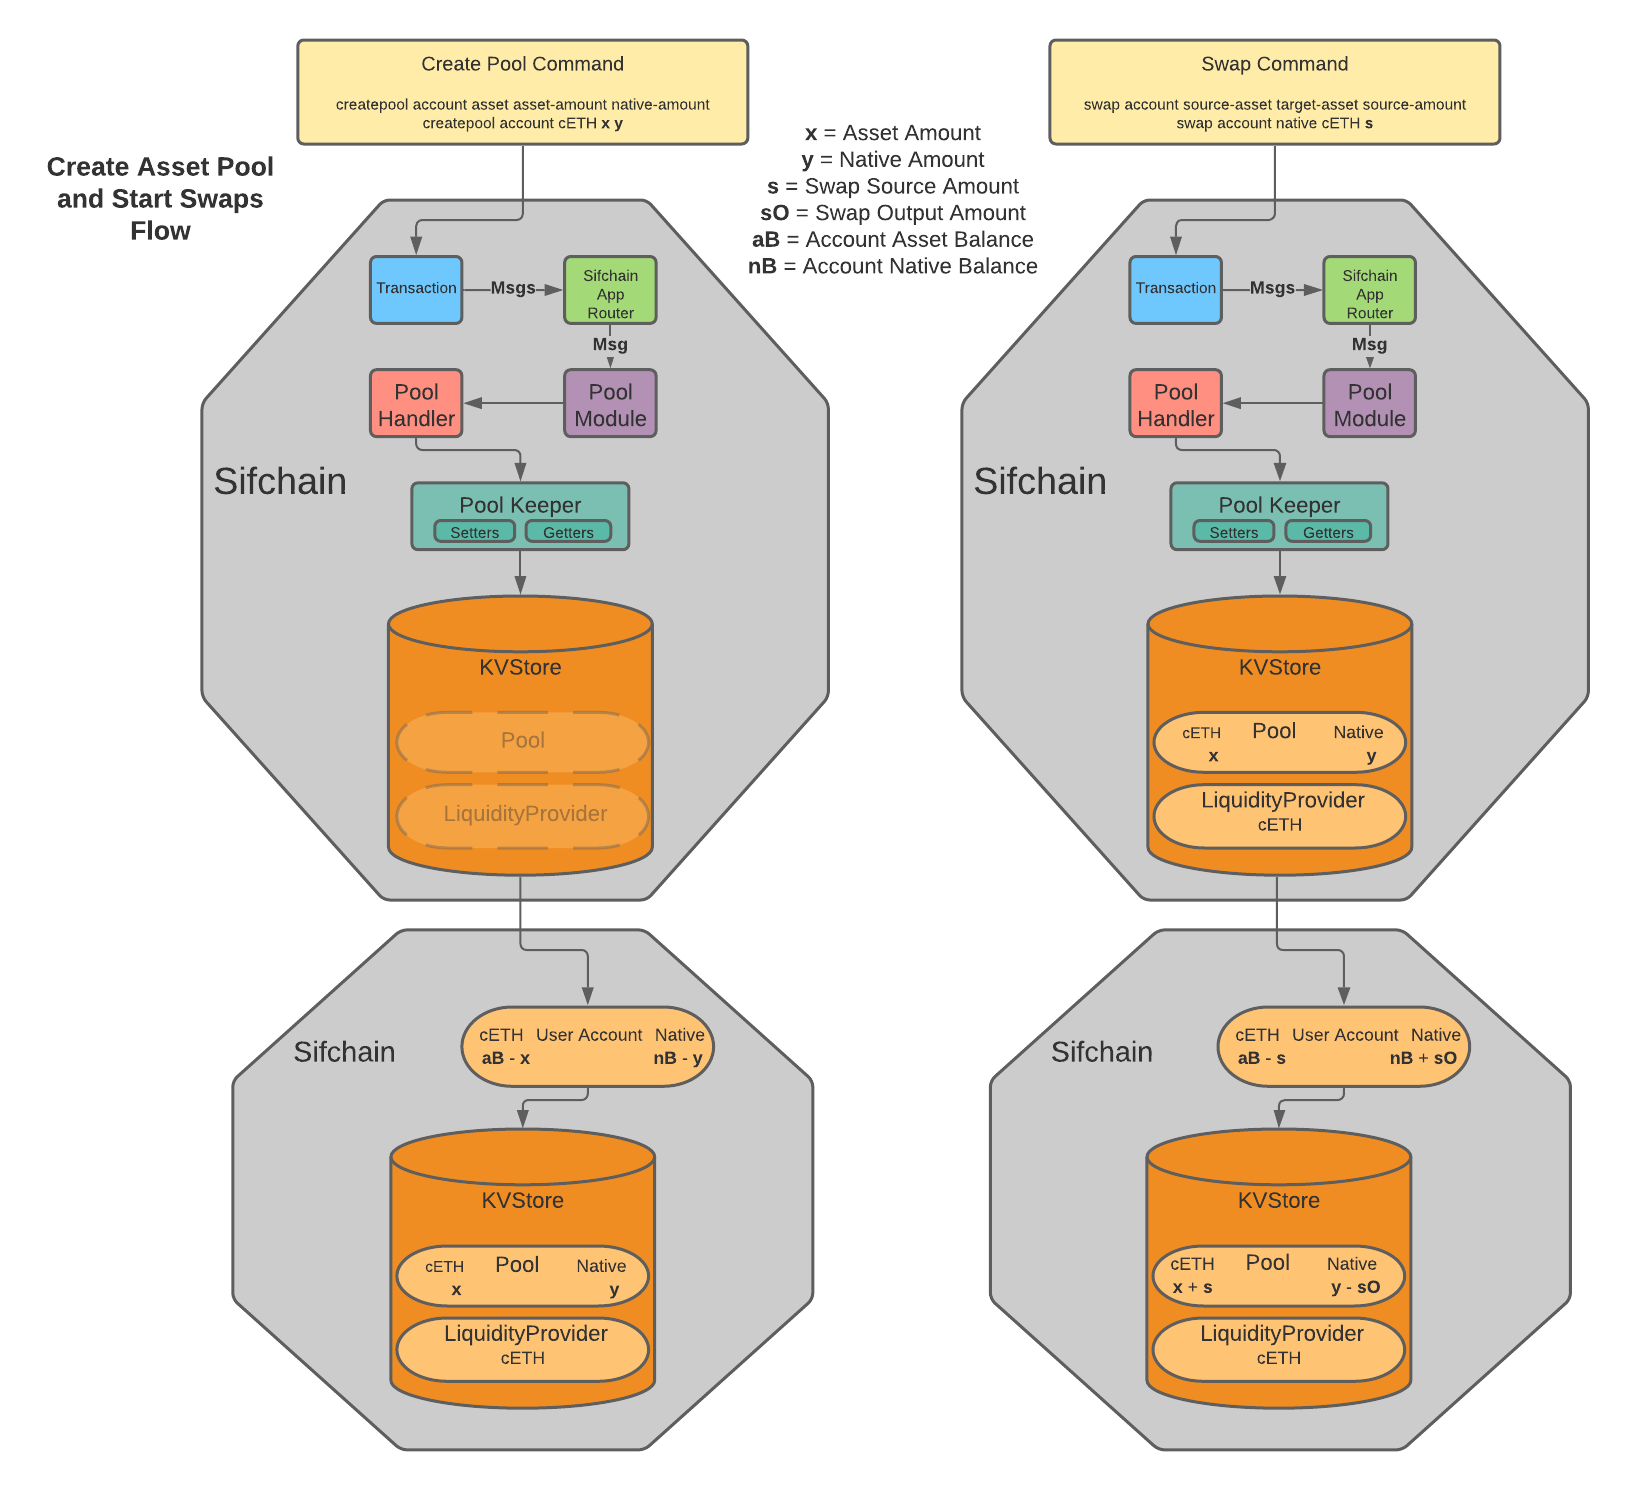 Create Asset Pool
and Start Swaps
Flow
Create Pool Command
createpool account asset asset-amount native-amount
createpool account cETH x y
x = Asset Amount
y = Native Amount
s = Swap Source Amount
sO = Swap Output Amount
aB = Account Asset Balance
nB = Account Native Balance
Swap Command
swap account source-asset target-asset source-amount
swap account native cETH s
Transaction
Msgs
Sifchain
App
Router
Msg
Pool
Handler
Pool
Module
Sifchain
Pool Keeper
Setters
Getters
KVStore
Pool
LiquidityProvider
Sifchain
cETH User Account Native
aB - x nB - y
KVStore
cETH Pool Native
x y
LiquidityProvider
cETH
Transaction
Msgs
Sifchain
App
Router
Msg
Pool
Handler
Pool
Module
Sifchain
Pool Keeper
Setters
Getters
KVStore
cETH Pool Native
x y
LiquidityProvider
cETH
Sifchain
cETH User Account Native
aB - s nB + sO
KVStore
cETH Pool Native
x + s y - sO
LiquidityProvider
cETH